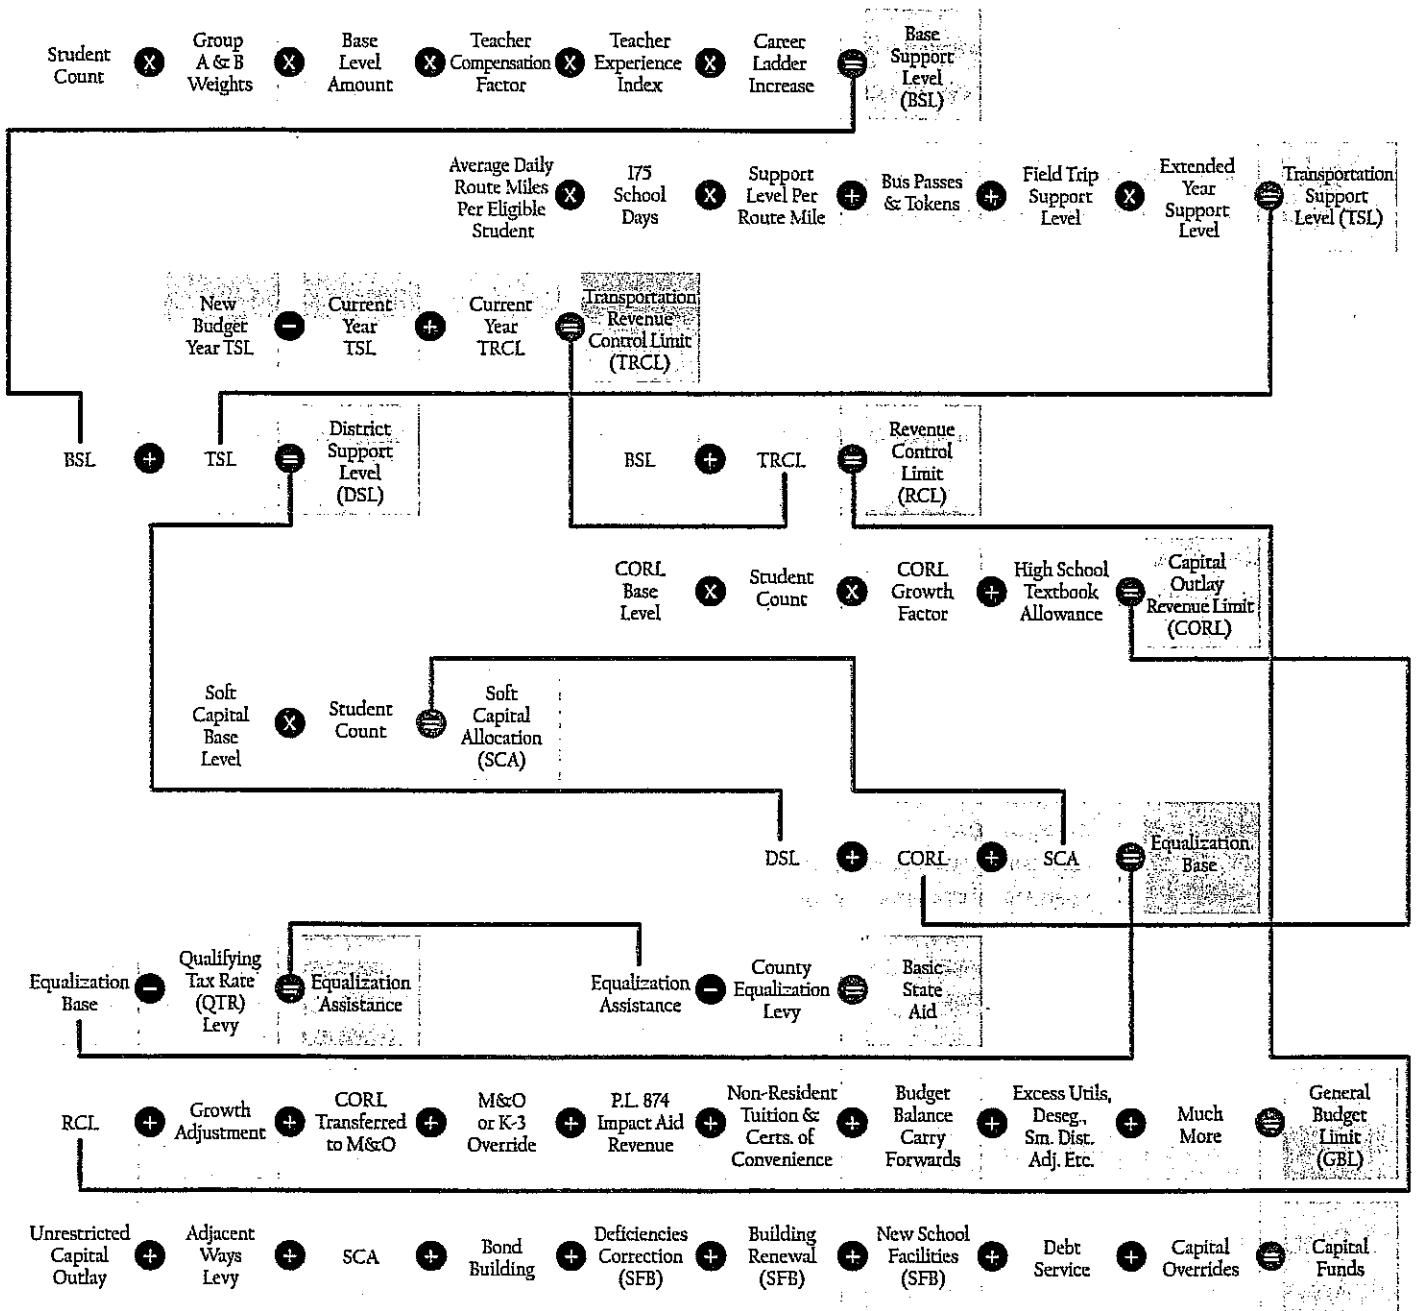 Student
Count
X
Group
A & B
Weights
X
Base
Level
Amount
X
Teacher
Compensation
Factor
X
Teacher
Experience
Index
X
Career
Ladder
Increase
=
Base
Support
Level
(BSL)
Average Daily
Route Miles
Per Eligible
Student
X
175
School
Days
X
Support
Level Per
Route Mile
+
Bus Passes
& Tokens
+
Field Trip
Support
Level
X
Extended
Year
Support
Level
=
Transportation
Support
Level (TSL)
New
Budget
Year TSL
−
Current
Year
TSL
+
Current
Year
TRCL
=
Transportation
Revenue
Control Limit
(TRCL)
BSL
+
TSL
=
District
Support
Level
(DSL)
BSL
+
TRCL
=
Revenue
Control
Limit
(RCL)
CORL
Base
Level
X
Student
Count
X
CORL
Growth
Factor
+
High School
Textbook
Allowance
=
Capital
Outlay
Revenue Limit
(CORL)
Soft
Capital
Base
Level
X
Student
Count
=
Soft
Capital
Allocation
(SCA)
DSL
+
CORL
+
SCA
=
Equalization
Base
Equalization
Base
−
Qualifying
Tax Rate
(QTR)
Levy
=
Equalization
Assistance
Equalization
Assistance
−
County
Equalization
Levy
=
Basic
State
Aid
RCL
+
Growth
Adjustment
+
CORL
Transferred
to M&O
+
M&O
or K-3
Override
+
P.L. 874
Impact Aid
Revenue
+
Non-Resident
Tuition &
Certs. of
Convenience
+
Budget
Balance
Carry
Forwards
+
Excess Utils,
Deseg.,
Sm. Dist.
Adj. Etc.
+
Much
More
=
General
Budget
Limit
(GBL)
Unrestricted
Capital
Outlay
+
Adjacent
Ways
Levy
+
SCA
+
Bond
Building
+
Deficiencies
Correction
(SFB)
+
Building
Renewal
(SFB)
+
New School
Facilities
(SFB)
+
Debt
Service
+
Capital
Overrides
=
Capital
Funds